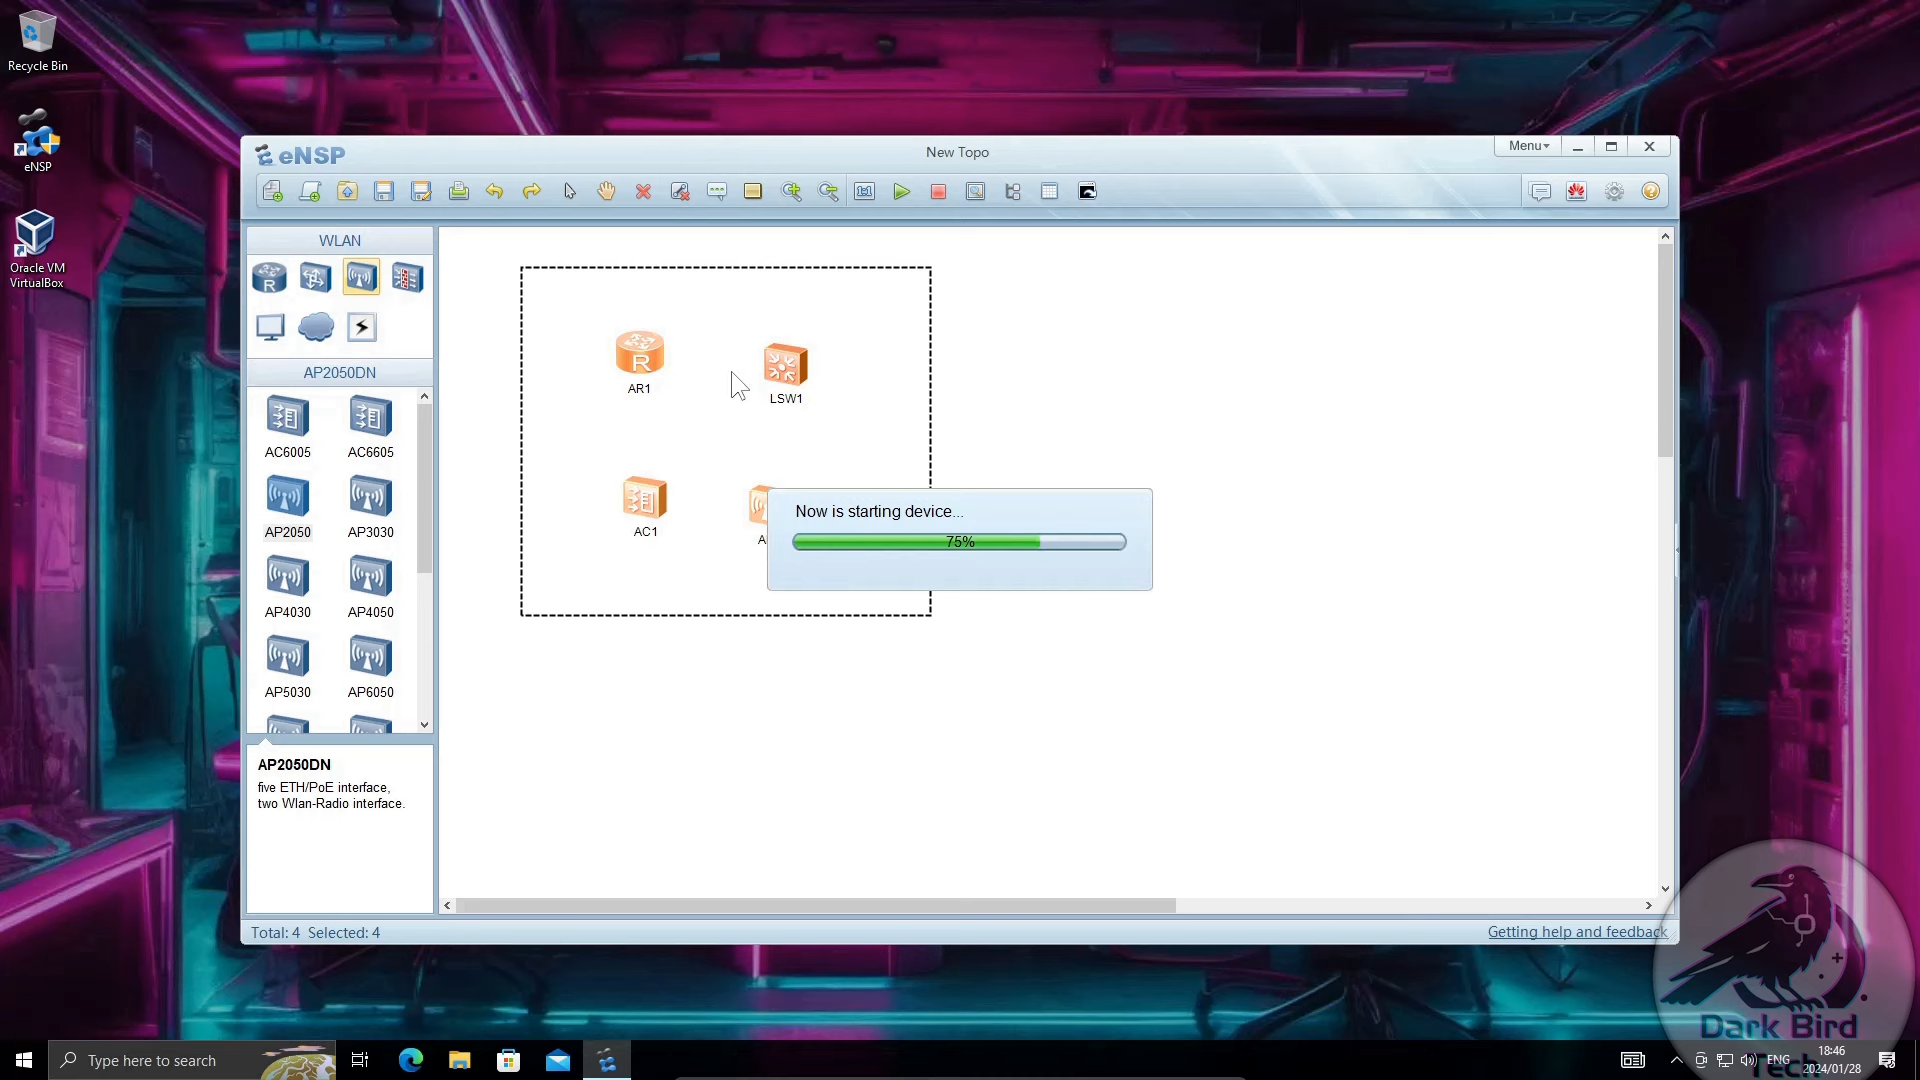 Recycle Bin
eNSP
Oracle VM
VirtualBox
eNSP
New Topo
Menu
WLAN
R
AP2050DN
AC6005
AC6605
AP2050
AP3030
AP4030
AP4050
AP5030
AP6050
AP2050DN
five ETH/PoE interface,
two Wlan-Radio interface.
R
AR1
LSW1
AC1
A
Now is starting device...
75%
Total: 4 Selected: 4
Getting help and feedback
Dark Bird
Tech
Type here to search
ENG
18:46
2024/01/28